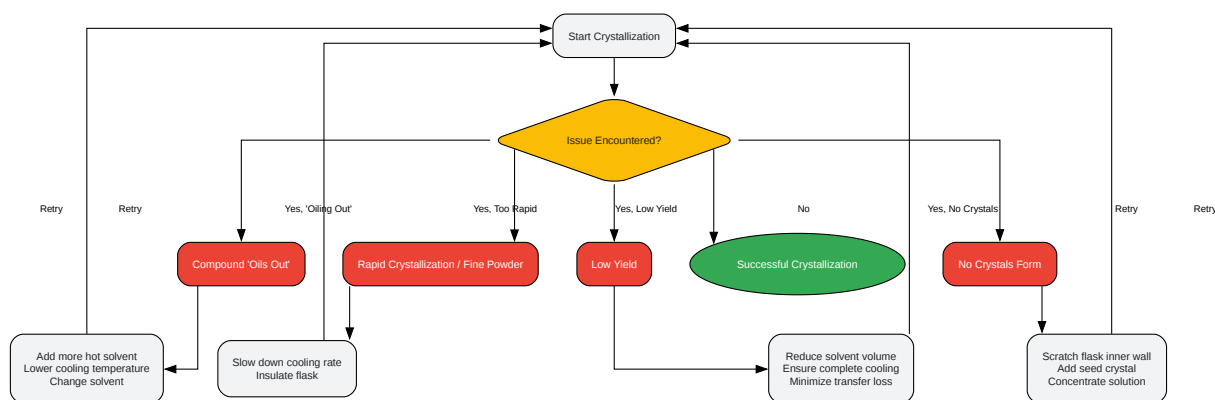 Start Crystallization
Issue Encountered?
Retry
Retry
Yes, 'Oiling Out'
Yes, Too Rapid
Yes, Low Yield
No
Yes, No Crystals
Retry
Retry
Compound 'Oils Out'
Rapid Crystallization / Fine Powder
Low Yield
Successful Crystallization
No Crystals Form
Add more hot solvent
Lower cooling temperature
Change solvent
Slow down cooling rate
Insulate flask
Reduce solvent volume
Ensure complete cooling
Minimize transfer loss
Scratch flask inner wall
Add seed crystal
Concentrate solution